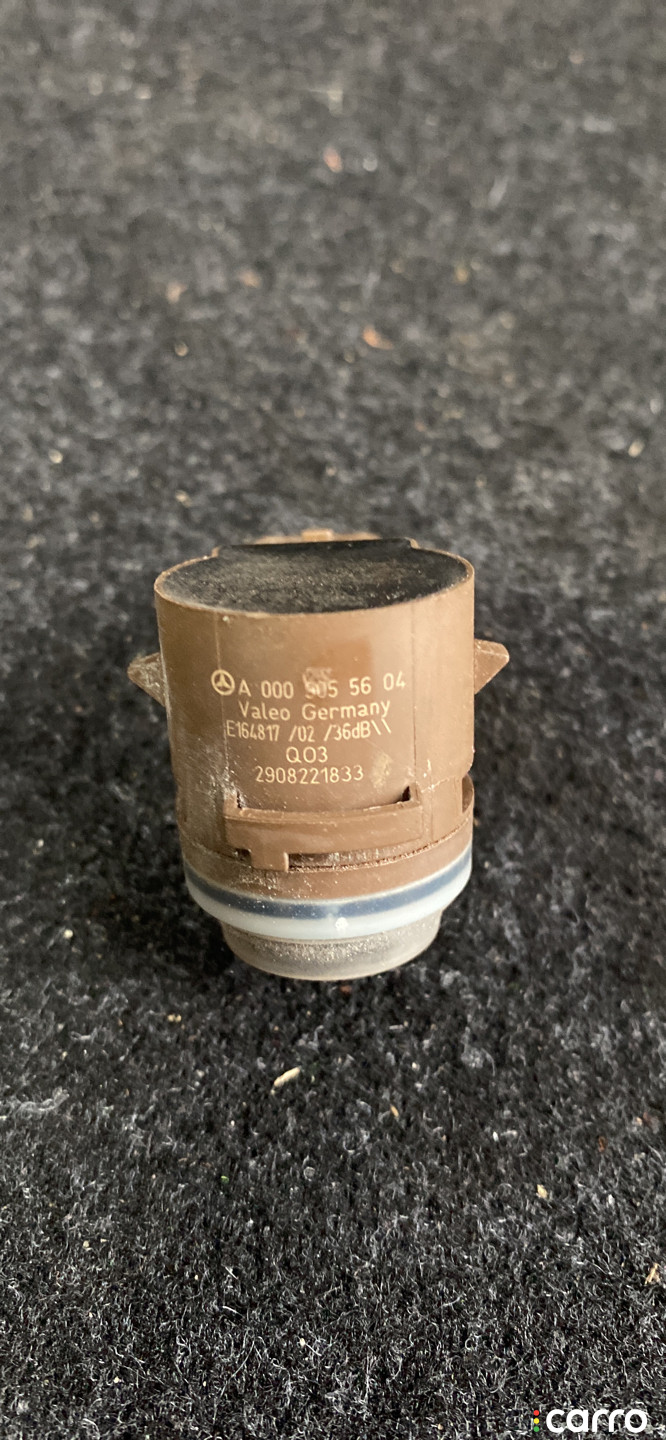 A 000 905 56 04
Valeo Germany
E164817 /02 /36dB\\
Q03
2908221833
carro